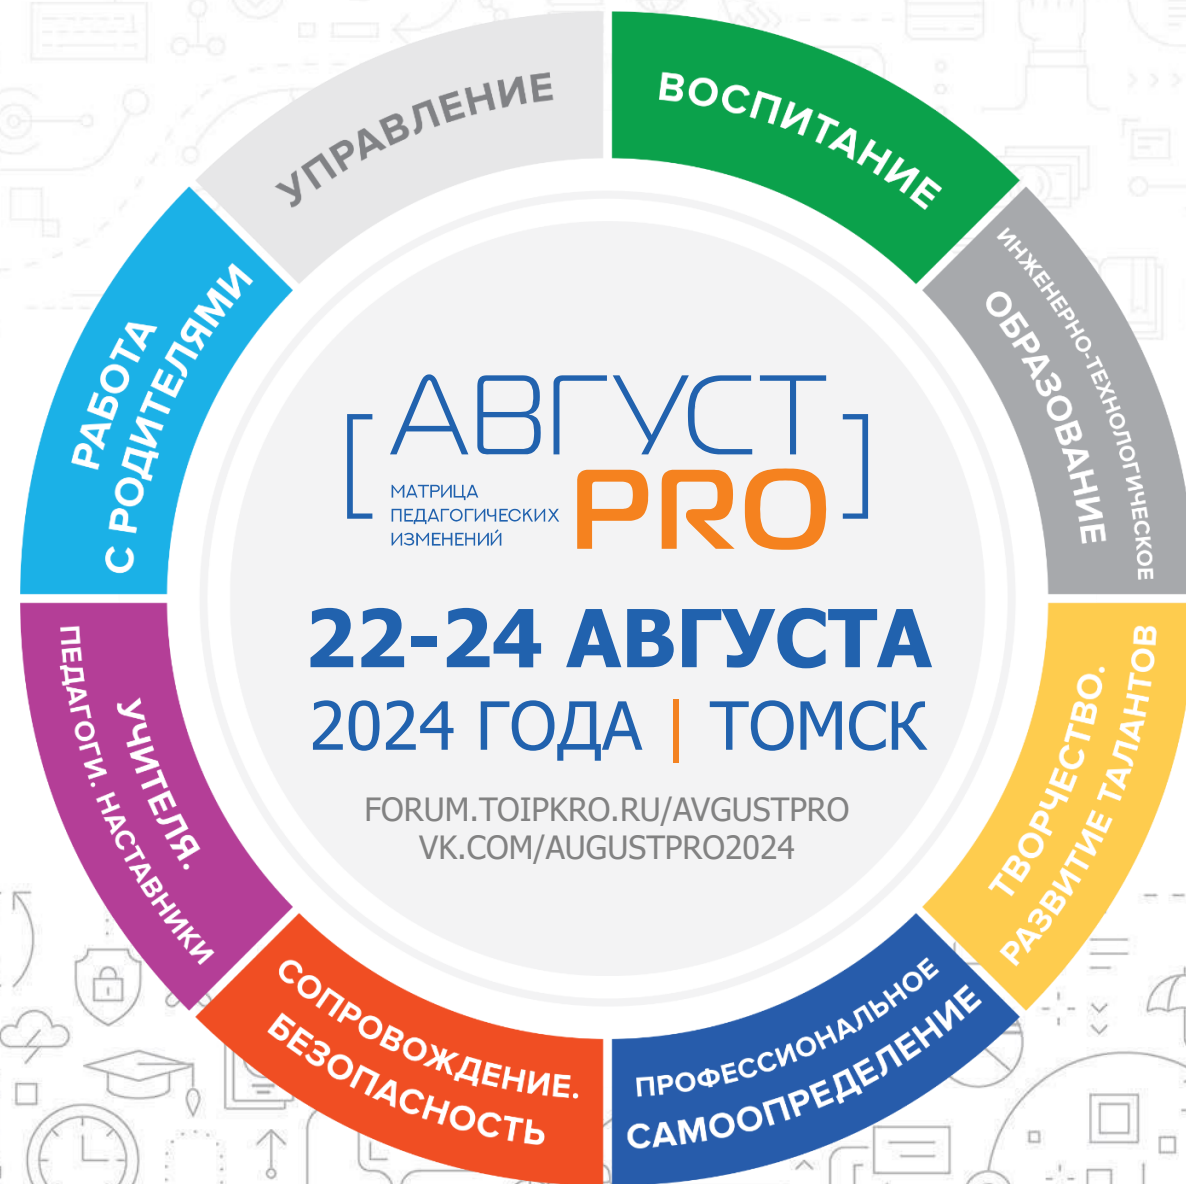 УПРАВЛЕНИЕ
ВОСПИТАНИЕ
ИНЖЕНЕРНО-ТЕХНОЛОГИЧЕСКОЕ
ОБРАЗОВАНИЕ
ТВОРЧЕСТВО.
РАЗВИТИЕ ТАЛАНТОВ
ПРОФЕССИОНАЛЬНОЕ
САМООПРЕДЕЛЕНИЕ
СОПРОВОЖДЕНИЕ.
БЕЗОПАСНОСТЬ
УЧИТЕЛЯ.
ПЕДАГОГИ. НАСТАВНИКИ
РАБОТА
С РОДИТЕЛЯМИ
АВГУСТ
PRO
МАТРИЦА
ПЕДАГОГИЧЕСКИХ
ИЗМЕНЕНИЙ
22-24 АВГУСТА
2024 ГОДА | ТОМСК
FORUM.TOIPKRO.RU/AVGUSTPRO
VK.COM/AUGUSTPRO2024